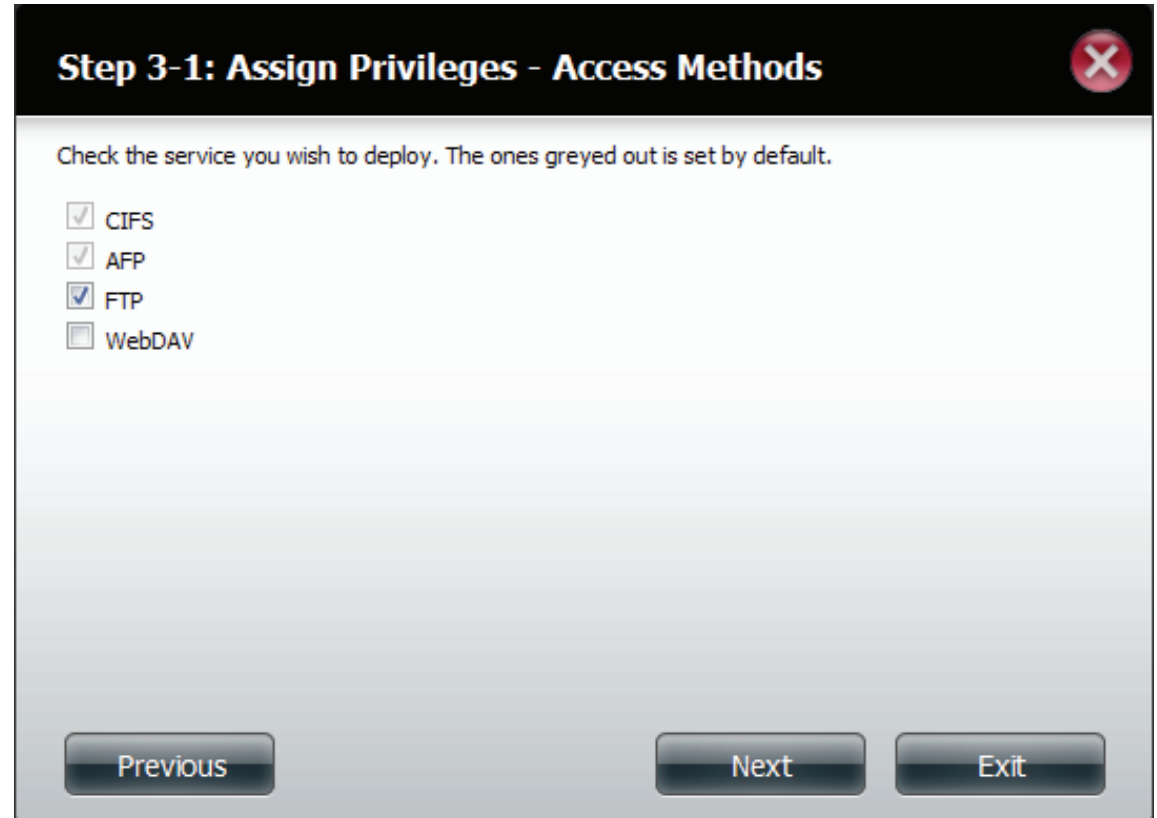 Step 3-1: Assign Privileges - Access Methods
Check the service you wish to deploy. The ones greyed out is set by default.
CIFS
AFP
FTP
WebDAV
Previous
Next
Exit